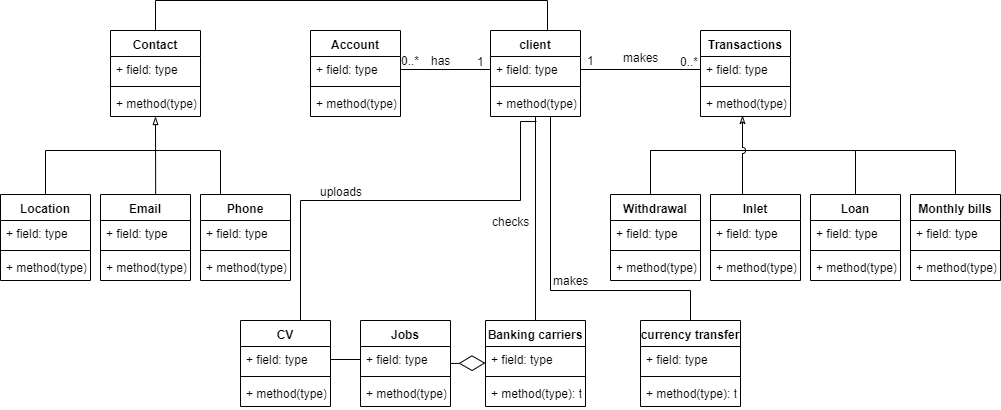 Contact
+ field: type
+ method(type)
Account
+ field: type
+ method(type)
0..* has 1
client
+ field: type
+ method(type)
1 makes 0..*
Transactions
+ field: type
+ method(type)
Location
+ field: type
+ method(type)
Email
+ field: type
+ method(type)
Phone
+ field: type
+ method(type)
uploads
checks
makes
Withdrawal
+ field: type
+ method(type)
Inlet
+ field: type
+ method(type)
Loan
+ field: type
+ method(type)
Monthly bills
+ field: type
+ method(type)
CV
+ field: type
+ method(type)
Jobs
+ field: type
+ method(type)
Banking carriers
+ field: type
+ method(type): t
currency transfer
+ field: type
+ method(type): t